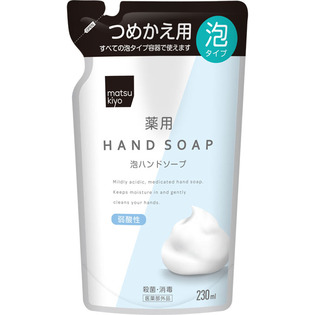 つめかえ用
すべての泡タイプ容器で使えます
泡
タイプ
matsu
kiyo
薬用
HAND SOAP
泡ハンドソープ
Mildly acidic, medicated hand soap.
Keeps moisture in and gently
cleans your hands.
弱酸性
殺菌・消毒
医薬部外品
230ml